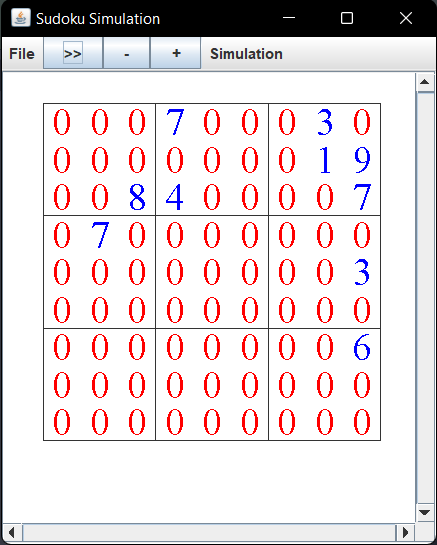 Sudoku Simulation
File >> - + Simulation
0 0 0 7 0 0 0 3 0
0 0 0 0 0 0 0 1 9
0 0 8 4 0 0 0 0 7
0 7 0 0 0 0 0 0 0
0 0 0 0 0 0 0 0 3
0 0 0 0 0 0 0 0 0
0 0 0 0 0 0 0 0 6
0 0 0 0 0 0 0 0 0
0 0 0 0 0 0 0 0 0